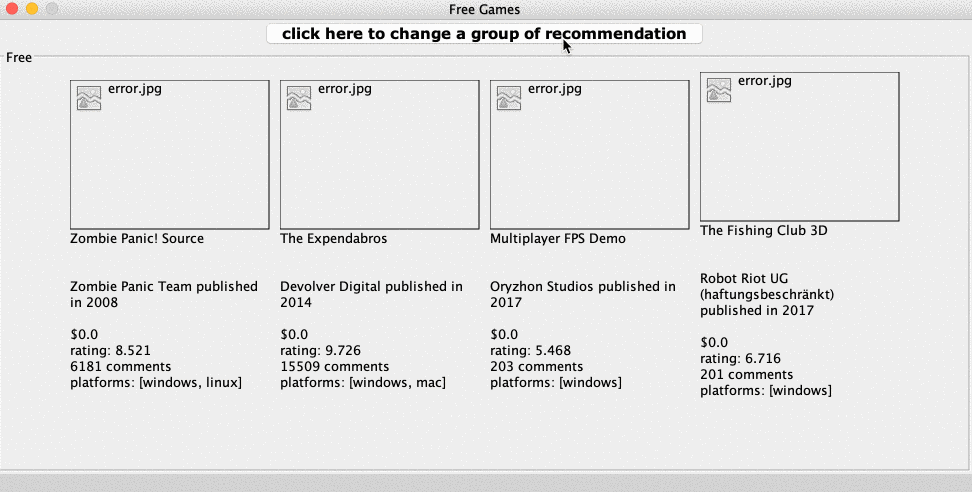 Free Games
click here to change a group of recommendation
Free
error.jpg
Zombie Panic! Source
Zombie Panic Team published
in 2008
$0.0
rating: 8.521
6181 comments
platforms: [windows, linux]
error.jpg
The Expendabros
Devolver Digital published in
2014
$0.0
rating: 9.726
15509 comments
platforms: [windows, mac]
error.jpg
Multiplayer FPS Demo
Oryzhon Studios published in
2017
$0.0
rating: 5.468
203 comments
platforms: [windows]
error.jpg
The Fishing Club 3D
Robot Riot UG
(haftungsbeschränkt)
published in 2017
$0.0
rating: 6.716
201 comments
platforms: [windows]